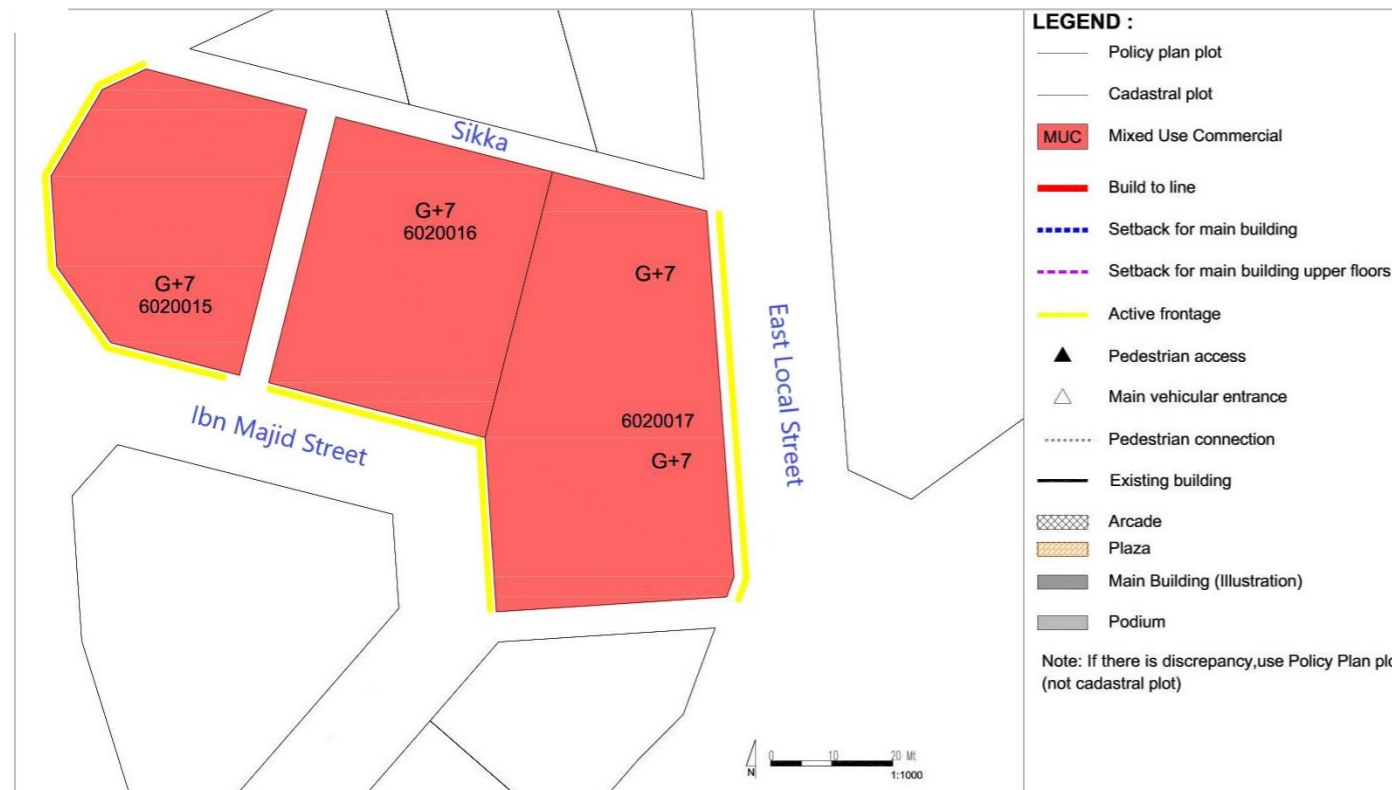 Sikka
G+7
6020016
G+7
6020015
G+7
6020017
G+7
Ibn Majid Street
East Local Street
N
0 10 20 Mt
1:1000
LEGEND :
Policy plan plot
Cadastral plot
MUC Mixed Use Commercial
Build to line
Setback for main building
Setback for main building upper floors
Active frontage
Pedestrian access
Main vehicular entrance
Pedestrian connection
Existing building
Arcade
Plaza
Main Building (Illustration)
Podium
Note: If there is discrepancy,use Policy Plan plo
(not cadastral plot)